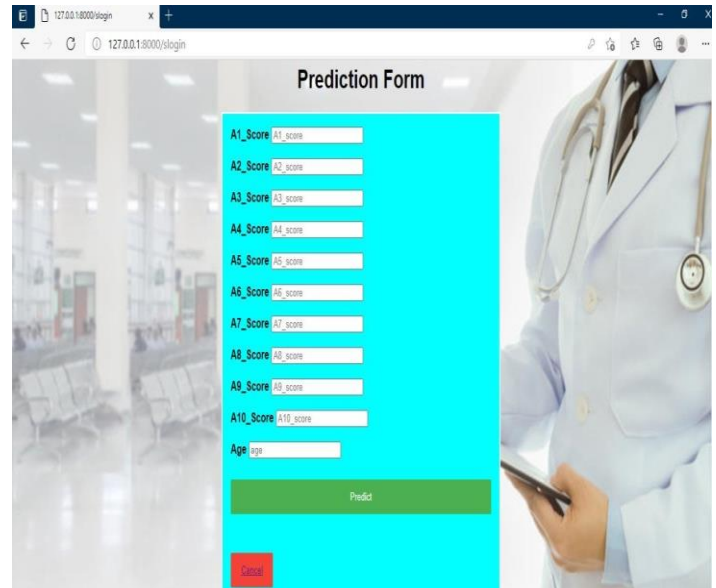 127.0.0.1:8000/slogin
127.0.0.1:8000/slogin
Prediction Form
A1_Score A1_score
A2_Score A2_score
A3_Score A3_score
A4_Score A4_score
A5_Score A5_score
A6_Score A6_score
A7_Score A7_score
A8_Score A8_score
A9_Score A9_score
A10_Score A10_score
Age age
Predict
Cancel